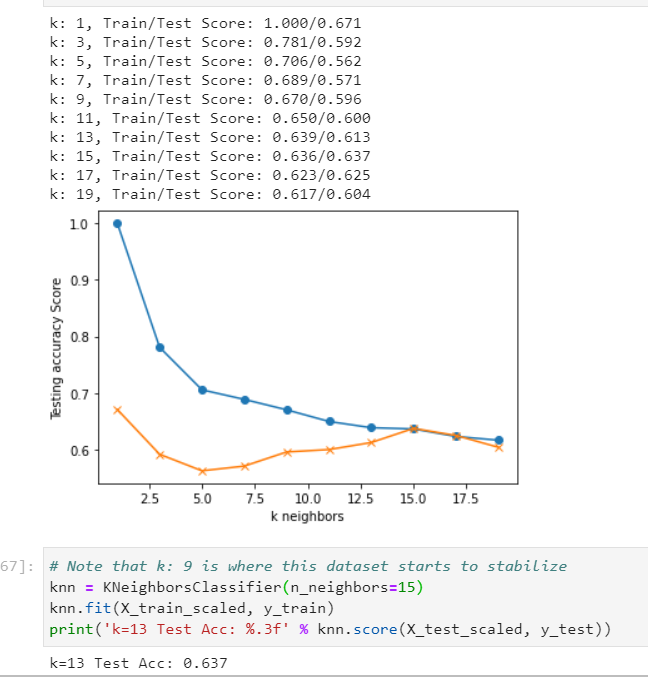 k: 1, Train/Test Score: 1.000/0.671
k: 3, Train/Test Score: 0.781/0.592
k: 5, Train/Test Score: 0.706/0.562
k: 7, Train/Test Score: 0.689/0.571
k: 9, Train/Test Score: 0.670/0.596
k: 11, Train/Test Score: 0.650/0.600
k: 13, Train/Test Score: 0.639/0.613
k: 15, Train/Test Score: 0.636/0.637
k: 17, Train/Test Score: 0.623/0.625
k: 19, Train/Test Score: 0.617/0.604
1.0
0.9
0.8
0.7
0.6
Testing accuracy Score
2.5 5.0 7.5 10.0 12.5 15.0 17.5
k neighbors
67]: # Note that k: 9 is where this dataset starts to stabilize
knn = KNeighborsClassifier(n_neighbors=15)
knn.fit(X_train_scaled, y_train)
print('k=13 Test Acc: %.3f' % knn.score(X_test_scaled, y_test))
k=13 Test Acc: 0.637